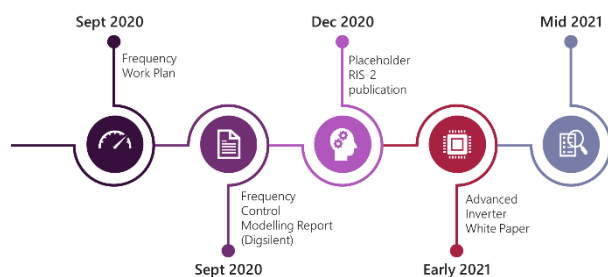 Sept 2020
Frequency
Work Plan
Frequency
Control
Modelling Report
(Digsilent)
Sept 2020
Dec 2020
Placeholder
RIS-2
publication
Advanced
Inverter
White Paper
Early 2021
Mid 2021